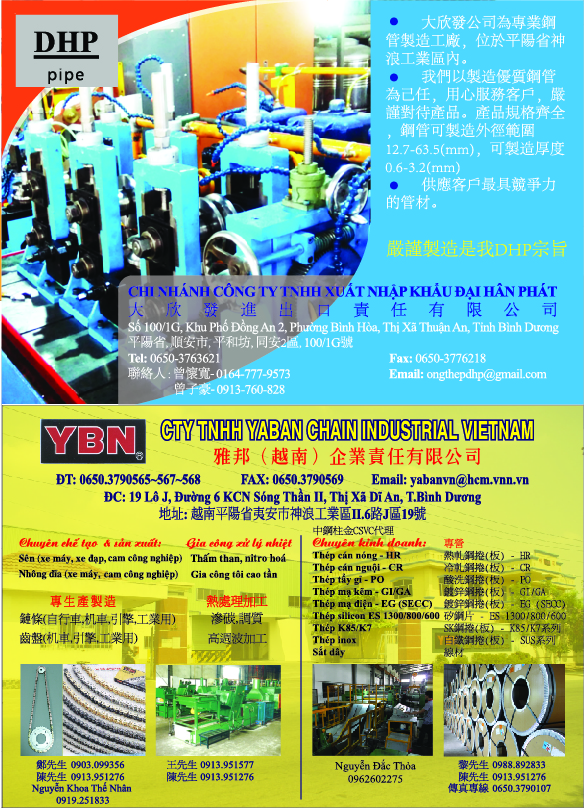 DHP
pipe
● 大欣發公司為專業鋼
管製造工廠, 位於平陽省神
浪工業區內。
● 我們以製造優質鋼管
為己任, 用心服務客戶, 嚴
謹對待產品。產品規格齊全
, 鋼管可製造外徑範圍
12.7-63.5(mm), 可製造厚度
0.6-3.2(mm)
● 供應客戶最具競爭力
的管材。
嚴謹製造是我DHP宗旨
CHI NHÁNH CÔNG TY TNHH XUẤT NHẬP KHẨU ĐẠI HÂN PHÁT
大欣發進出口責任有限公司
Số 100/1G, Khu Phố Đồng An 2, Phường Bình Hòa, Thị Xã Thuận An, Tỉnh Bình Dương
平陽省, 順安市, 平和坊, 同安2區, 100/1G號
Tel: 0650-3763621 Fax: 0650-3776218
聯絡人: 曾懷寬- 0164-777-9573 Email: ongthepdhp@gmail.com
曾子豪- 0913-760-828
YBN®
CTY TNHH YABAN CHAIN INDUSTRIAL VIETNAM
雅邦（越南）企業責任有限公司
ĐT: 0650.3790565~567~568 FAX: 0650.3790569 Email: yabanvn@hcm.vnn.vn
ĐC: 19 Lô J, Đường 6 KCN Sóng Thần II, Thị Xã Dĩ An, T.Bình Dương
地址: 越南平陽省夷安市神浪工業區II.6路J區19號
中鋼柱金CSVC代理
Chuyên chế tạo & sản xuất: Gia công xử lý nhiệt Chuyên kinh doanh: 專管
Sên (xe máy, xe đạp, cam công nghiệp) Thấm than, nitro hoá Thép cán nóng - HR 熱軋鋼捲(板) - HR
Nhông dĩa (xe máy, cam công nghiệp) Gia công tôi cao tần Thép cán nguội - CR 冷軋鋼捲(板) - CR
Thép tẩy gỉ - PO 酸洗鋼捲(板) - PO
專生產製造 熱處理加工 Thép mạ kẽm - GI/GA 鍍鋅鋼捲(板) - GI/GA
Thép mạ điện - EG (SECC) 鍍鋅鋼捲(板) - EG (SECC)
鏈條(自行車,机車,引擎,工業用) 滲碳,調質 Thép silicon ES 1300/800/600 矽鋼片 - ES 1300/800/600
Thép K85/K7 SK鋼捲(板) - K85/K7系列
齒盤(机車,引擎,工業用) 高週波加工 Thép inox 白鐵鋼捲(板) - SUS系列
Sắt dây 線材
鄭先生 0903.099356 王先生 0913.951577 Nguyễn Đắc Thỏa 黎先生 0988.892833
陳先生 0913.951276 陳先生 0913.951276 0962602275 陳先生 0913.951276
Nguyễn Khoa Thế Nhân 傳真專線 0650.3790107
0919.251833